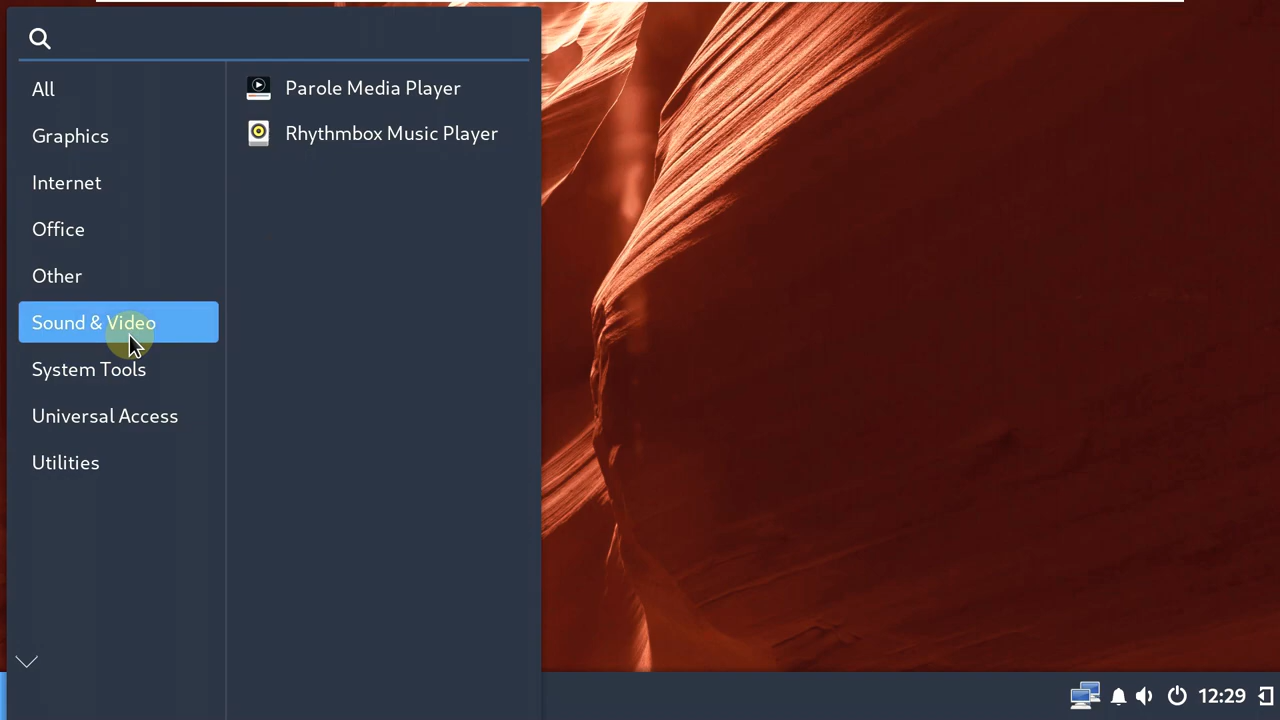 All
Graphics
Internet
Office
Other
Sound & Video
System Tools
Universal Access
Utilities
Parole Media Player
Rhythmbox Music Player
12:29